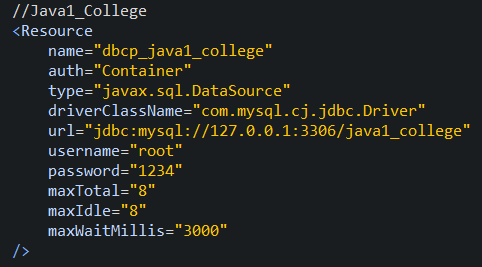 //Java1_College
<Resource
    name="dbcp_java1_college"
    auth="Container"
    type="javax.sql.DataSource"
    driverClassName="com.mysql.cj.jdbc.Driver"
    url="jdbc:mysql://127.0.0.1:3306/java1_college"
    username="root"
    password="1234"
    maxTotal="8"
    maxIdle="8"
    maxWaitMillis="3000"
/>